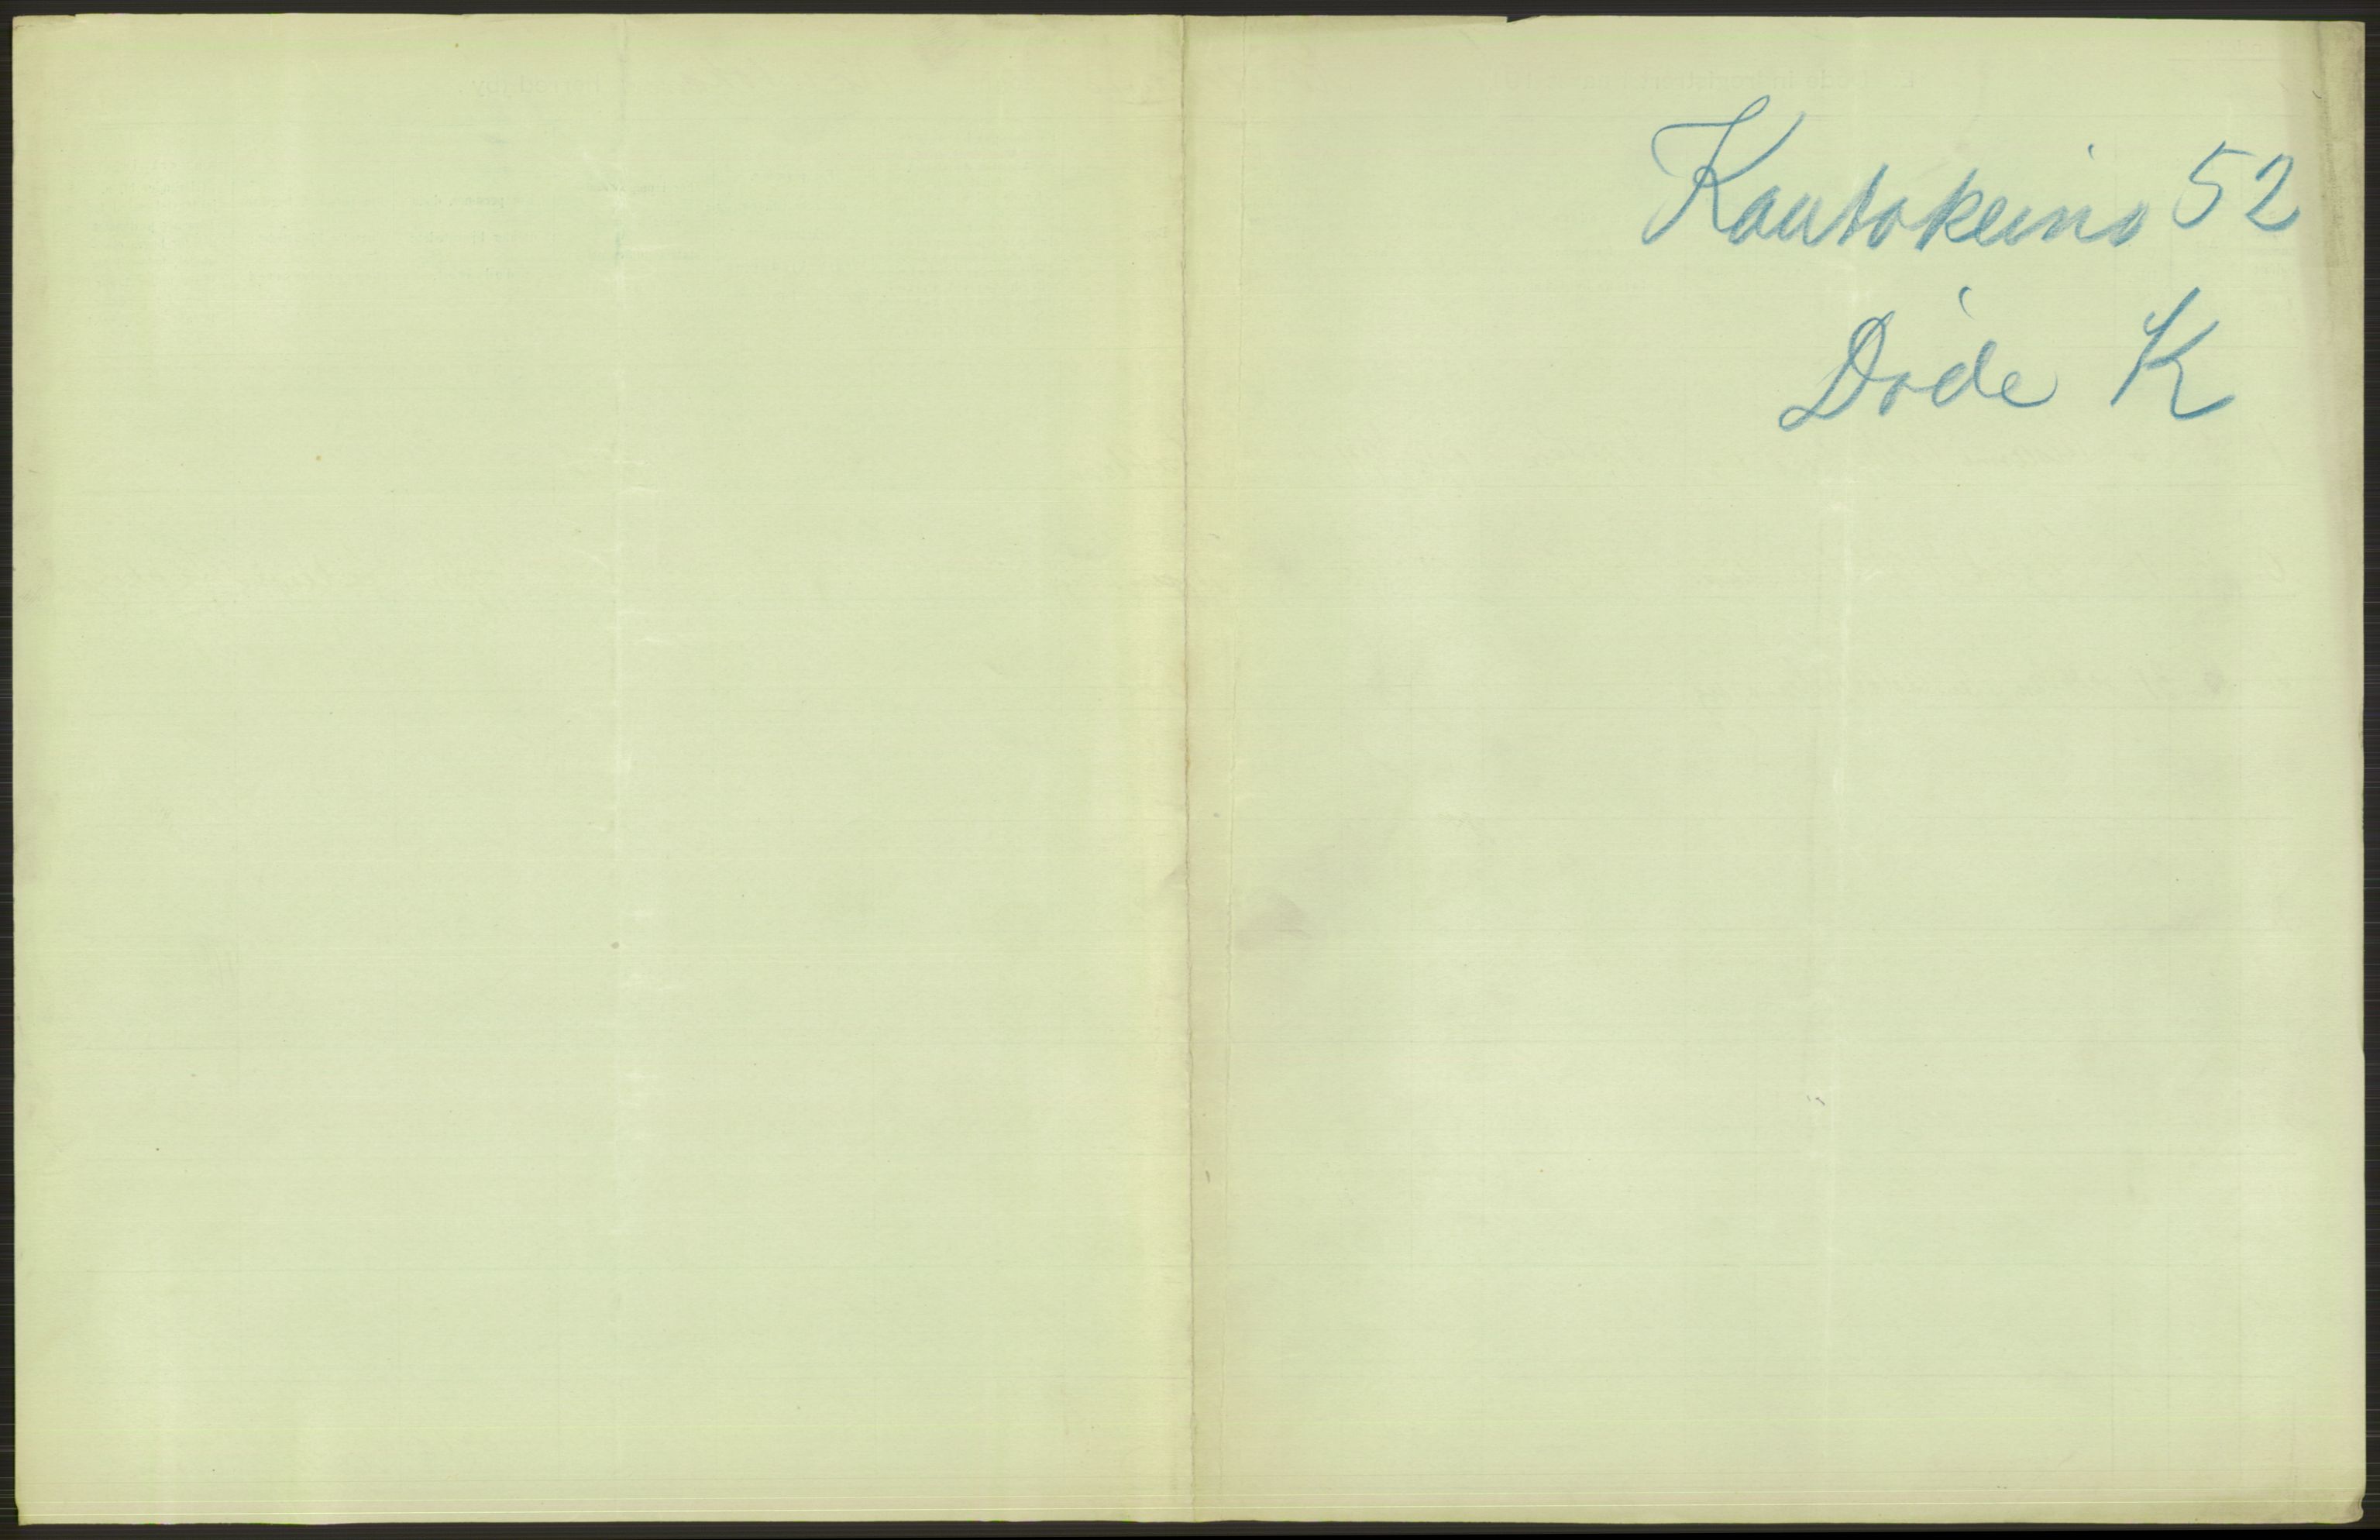 Kautokeino 52
Døde K